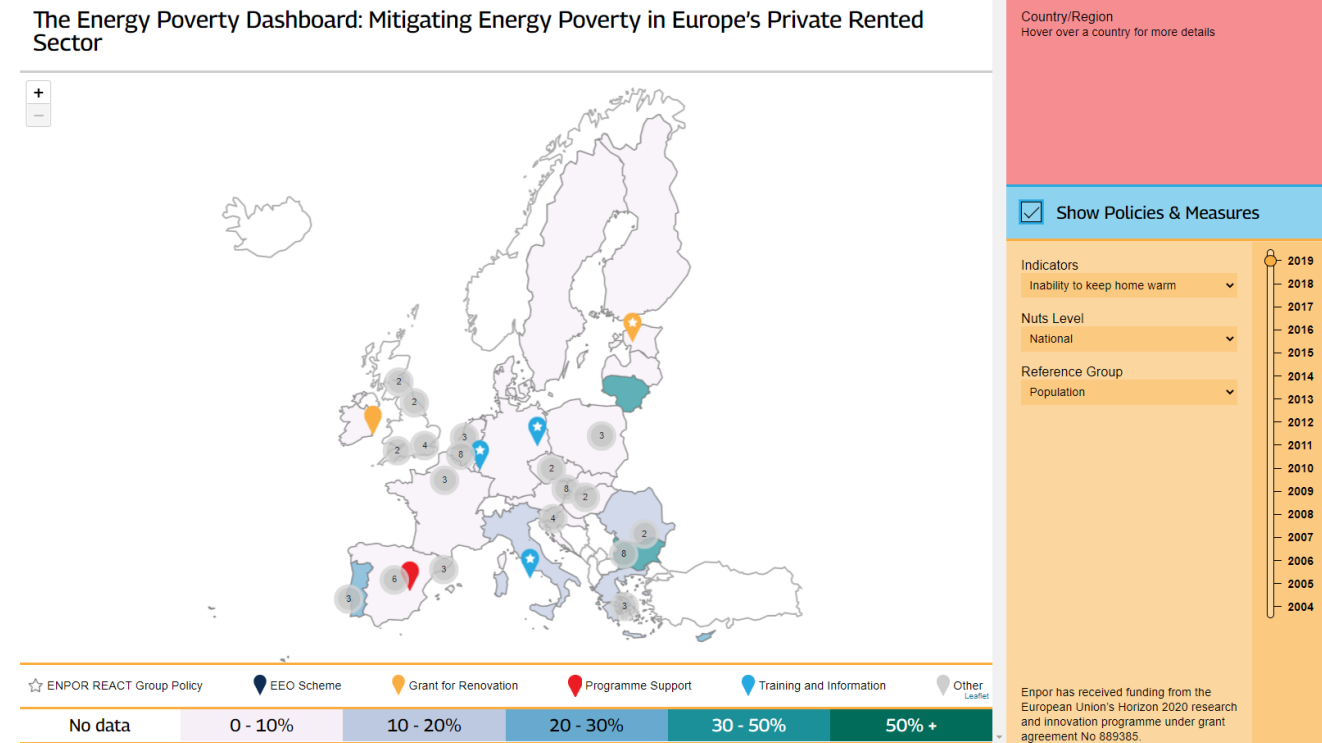 The Energy Poverty Dashboard: Mitigating Energy Poverty in Europe's Private Rented
Sector
+
−
2
2
2
4
3
8
3
3
2
8
2
4
2
8
3
6
3
3
ENPOR REACT Group Policy
EEO Scheme
Grant for Renovation
Programme Support
Training and Information
Other
Leaflet
No data
0 - 10%
10 - 20%
20 - 30%
30 - 50%
50% +
Country/Region
Hover over a country for more details
Show Policies & Measures
Indicators
Inability to keep home warm
Nuts Level
National
Reference Group
Population
2019
2018
2017
2016
2015
2014
2013
2012
2011
2010
2009
2008
2007
2006
2005
2004
Enpor has received funding from the
European Union's Horizon 2020 research
and innovation programme under grant
agreement No 889385.